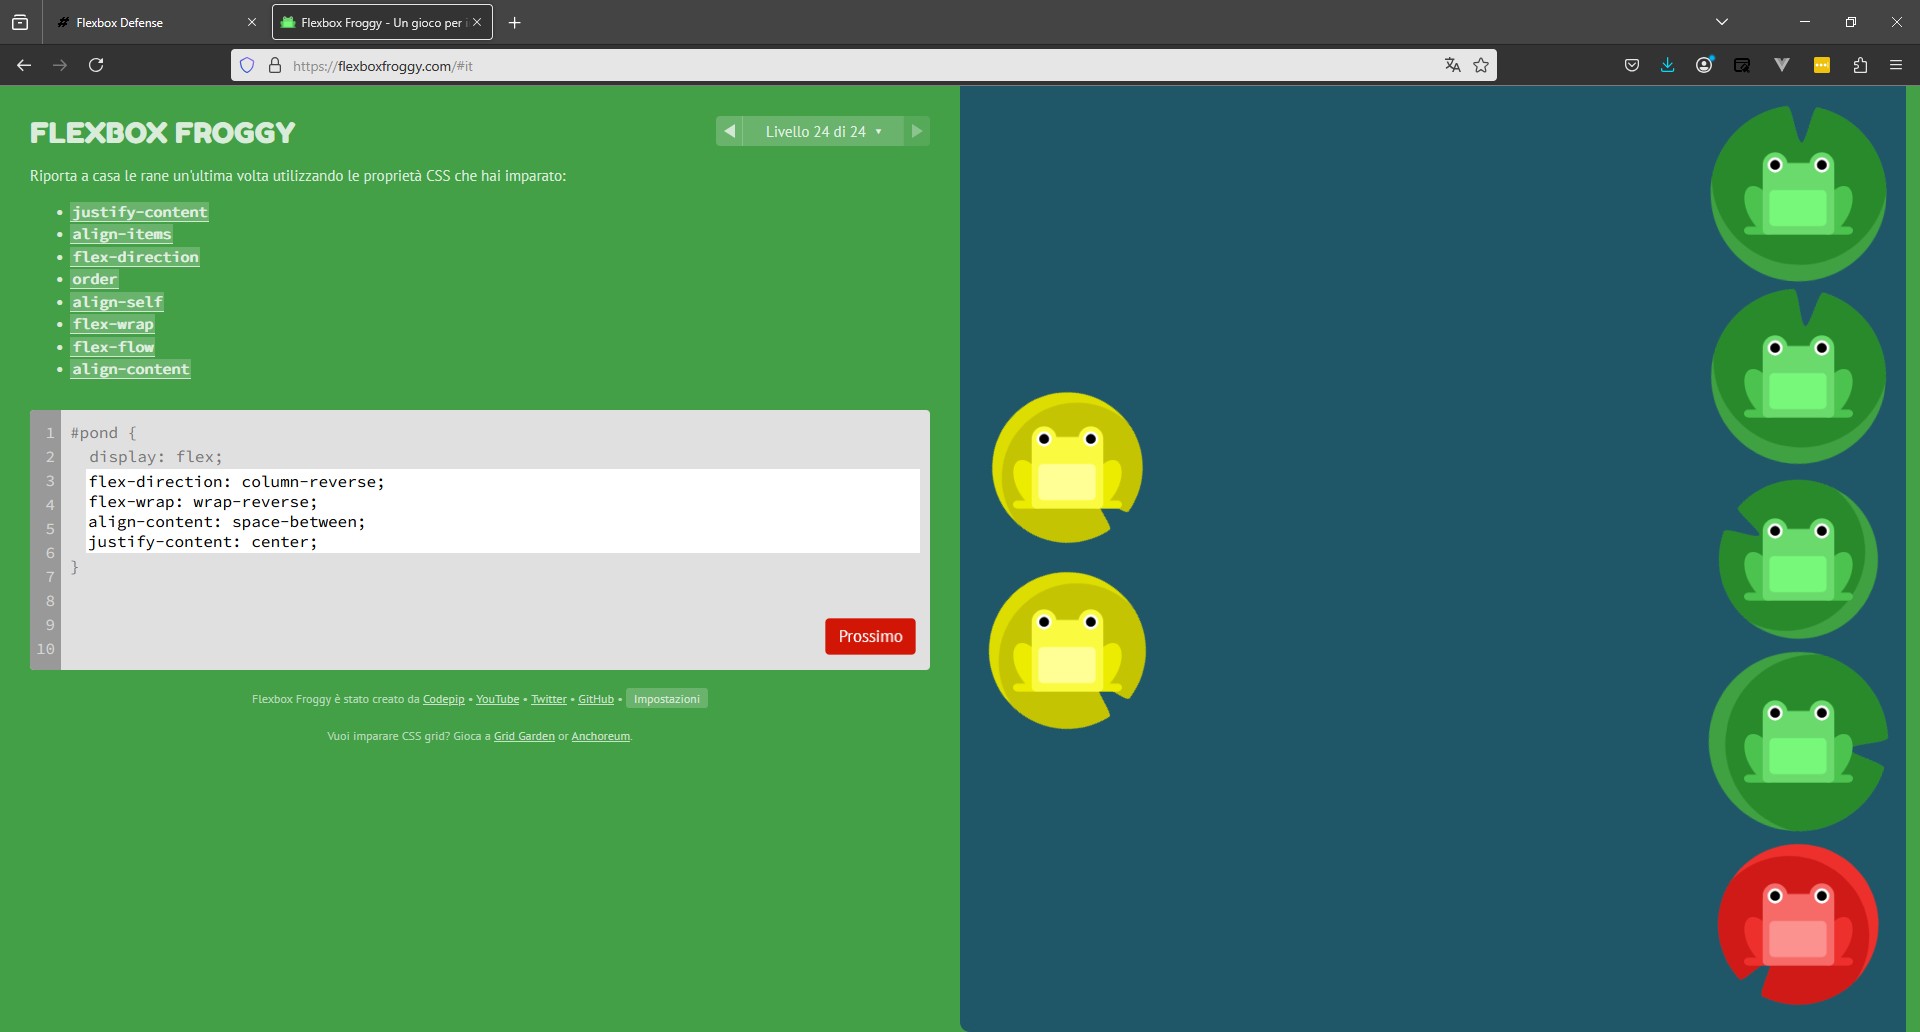 Flexbox Defense
Flexbox Froggy - Un gioco per i
https://flexboxfroggy.com/#it
FLEXBOX FROGGY
Livello 24 di 24
Riporta a casa le rane un'ultima volta utilizzando le proprietà CSS che hai imparato:
• justify-content
• align-items
• flex-direction
• order
• align-self
• flex-wrap
• flex-flow
• align-content
1 #pond {
2 display: flex;
3 flex-direction: column-reverse;
4 flex-wrap: wrap-reverse;
5 align-content: space-between;
6 justify-content: center;
7 }
8
9
10
Prossimo
Flexbox Froggy è stato creato da Codepip • YouTube • Twitter • GitHub • Impostazioni
Vuoi imparare CSS grid? Gioca a Grid Garden or Anchoreum.